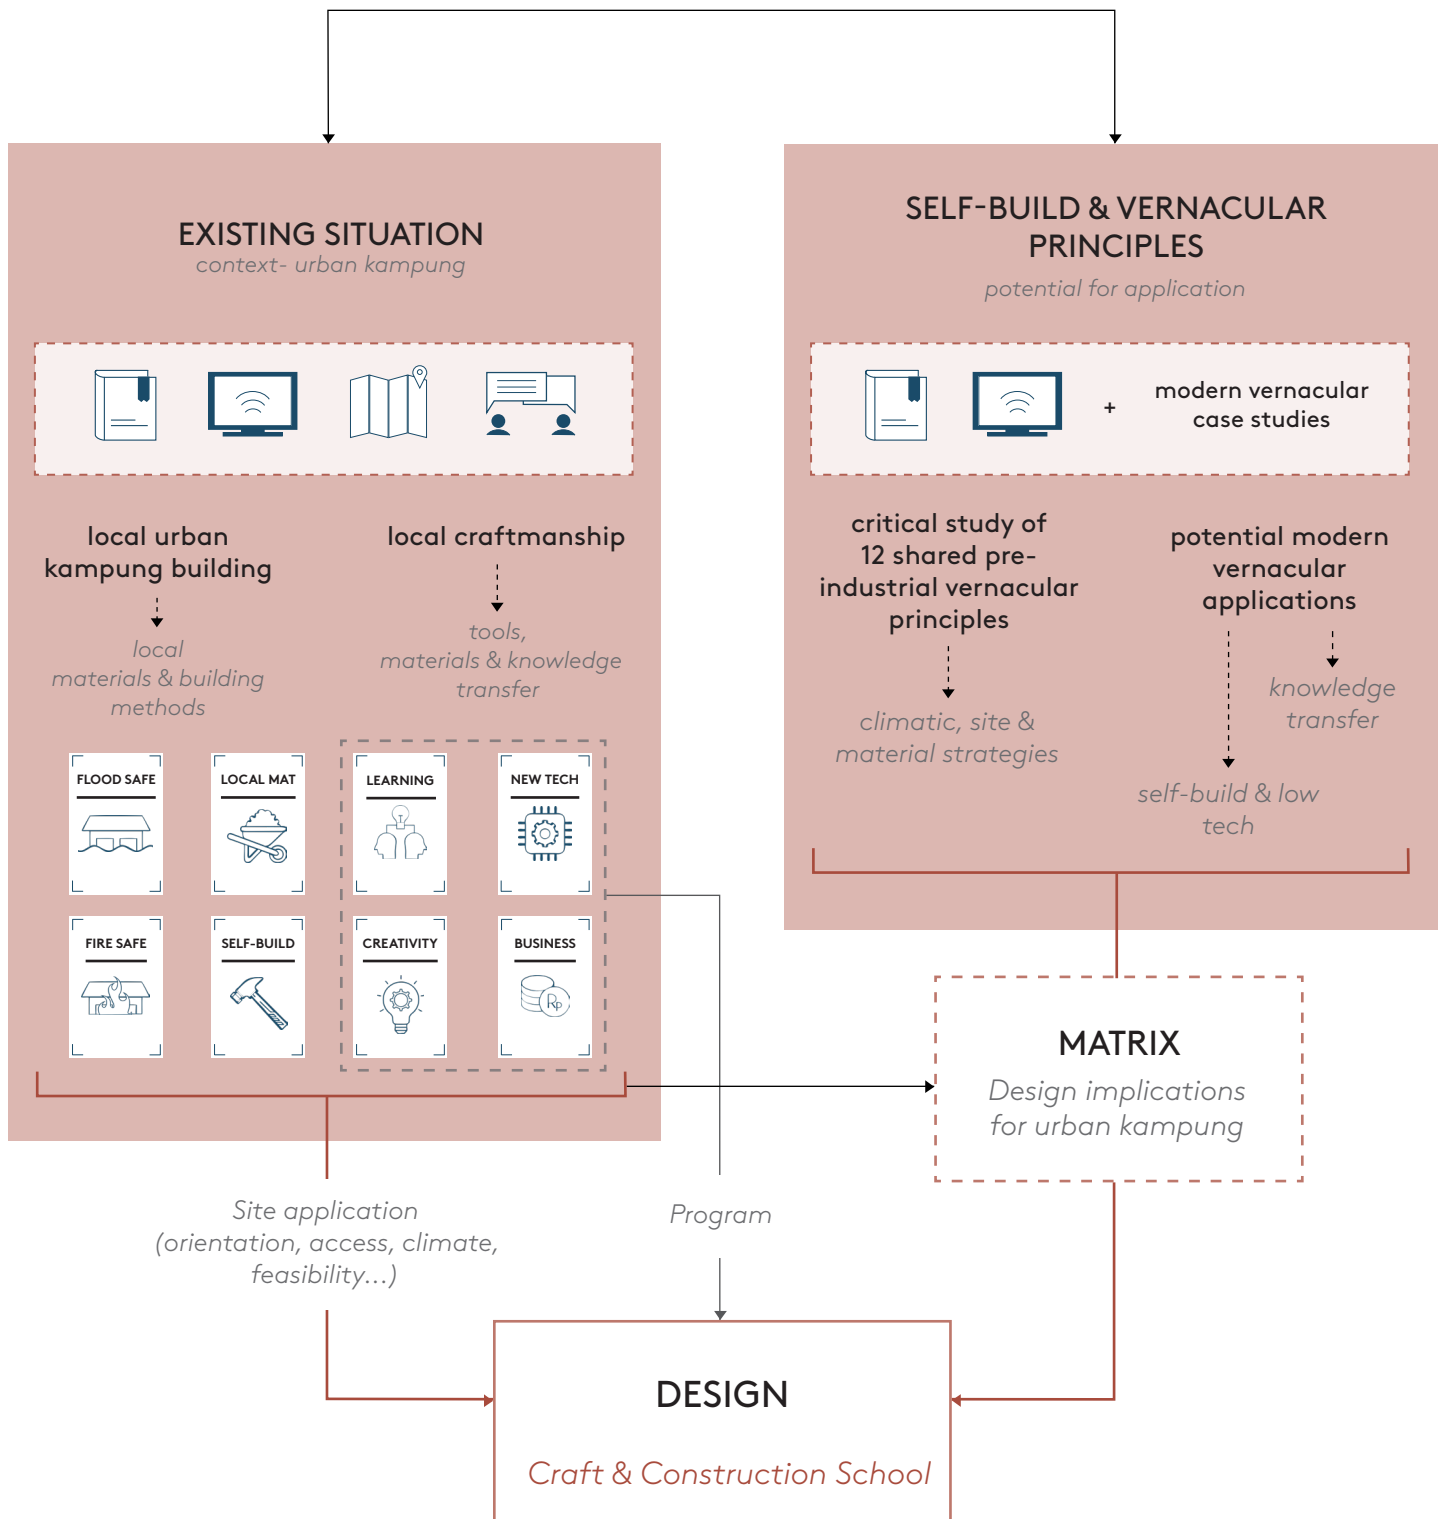 EXISTING SITUATION
context- urban kampung
local urban
kampung building
local
materials & building
methods
local craftmanship
tools,
materials & knowledge
transfer
FLOOD SAFE
LOCAL MAT
LEARNING
NEW TECH
FIRE SAFE
SELF-BUILD
CREATIVITY
BUSINESS
Rp
SELF-BUILD & VERNACULAR
PRINCIPLES
potential for application
+
modern vernacular
case studies
critical study of
12 shared pre-
industrial vernacular
principles
climatic, site &
material strategies
potential modern
vernacular
applications
knowledge
transfer
self-build & low
tech
MATRIX
Design implications
for urban kampung
Site application
(orientation, access, climate,
feasibility...)
Program
DESIGN
Craft & Construction School